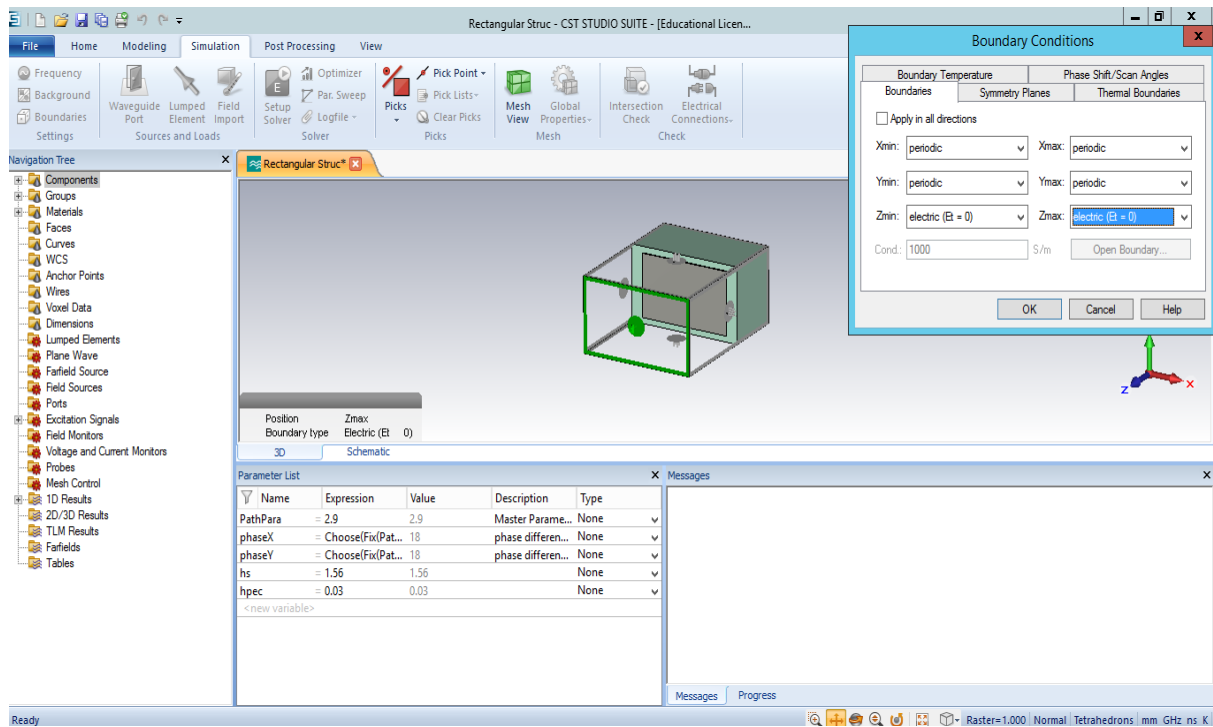 Rectangular Struc - CST STUDIO SUITE - [Educational Licen...
File Home Modeling Simulation Post Processing View
Frequency
Background
Boundaries
Settings
Waveguide Port
Lumped Element
Field Import
Sources and Loads
Setup Solver
Optimizer
Par. Sweep
Logfile
Solver
Picks
Pick Point
Pick Lists
Clear Picks
Picks
Mesh View
Global Properties
Mesh
Intersection Check
Electrical Connections
Check
Boundary Conditions
x
Boundary Temperature Phase Shift/Scan Angles
Boundaries Symmetry Planes Thermal Boundaries
Apply in all directions
Xmin: periodic Xmax: periodic
Ymin: periodic Ymax: periodic
Zmin: electric (Et = 0) Zmax: electric (Et = 0)
Cond.: 1000 S/m Open Boundary...
OK Cancel Help
Navigation Tree x
Components
Groups
Materials
Faces
Curves
WCS
Anchor Points
Wires
Voxel Data
Dimensions
Lumped Elements
Plane Wave
Farfield Source
Field Sources
Ports
Excitation Signals
Field Monitors
Voltage and Current Monitors
Probes
Mesh Control
1D Results
2D/3D Results
TLM Results
Farfields
Tables
Rectangular Struc*
x
z
Position Zmax
Boundary type Electric (Et 0)
3D Schematic
Parameter List x
Name Expression Value Description Type
PathPara = 2.9 2.9 Master Parame... None
phaseX = Choose(Fix(Pat... 18 phase differen... None
phaseY = Choose(Fix(Pat... 18 phase differen... None
hs = 1.56 1.56 None
hpec = 0.03 0.03 None
<new variable>
Messages x
Messages Progress
Ready
Raster=1.000 Normal Tetrahedrons mm GHz ns K